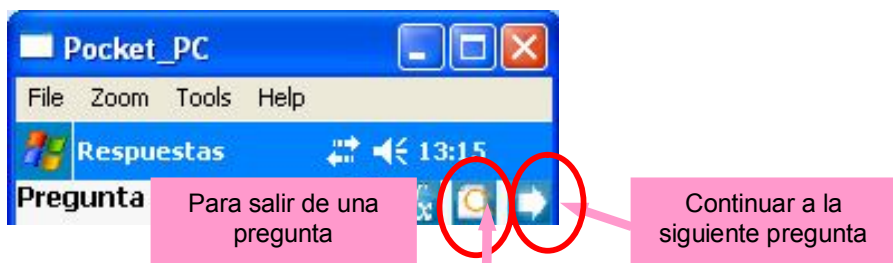 Pocket_PC
File Zoom Tools Help
Respuestas 13:15
Pregunta
Para salir de una
pregunta
Continuar a la
siguiente pregunta